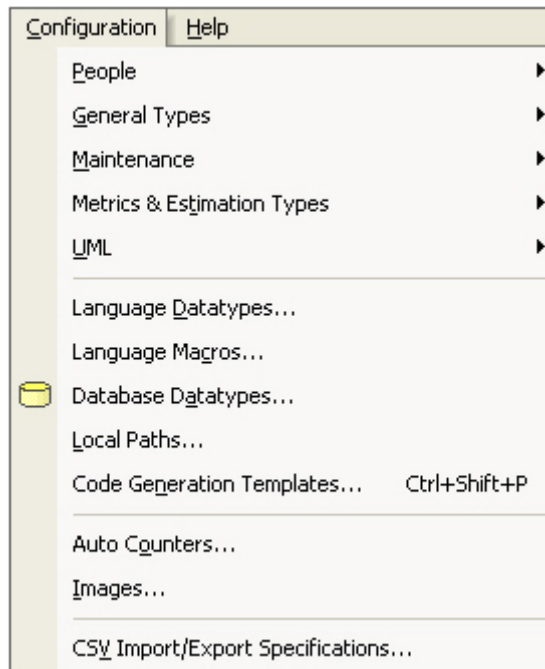 Configuration Help
People
General Types
Maintenance
Metrics & Estimation Types
UML
Language Datatypes...
Language Macros...
Database Datatypes...
Local Paths...
Code Generation Templates... Ctrl+Shift+P
Auto Counters...
Images...
CSV Import/Export Specifications...